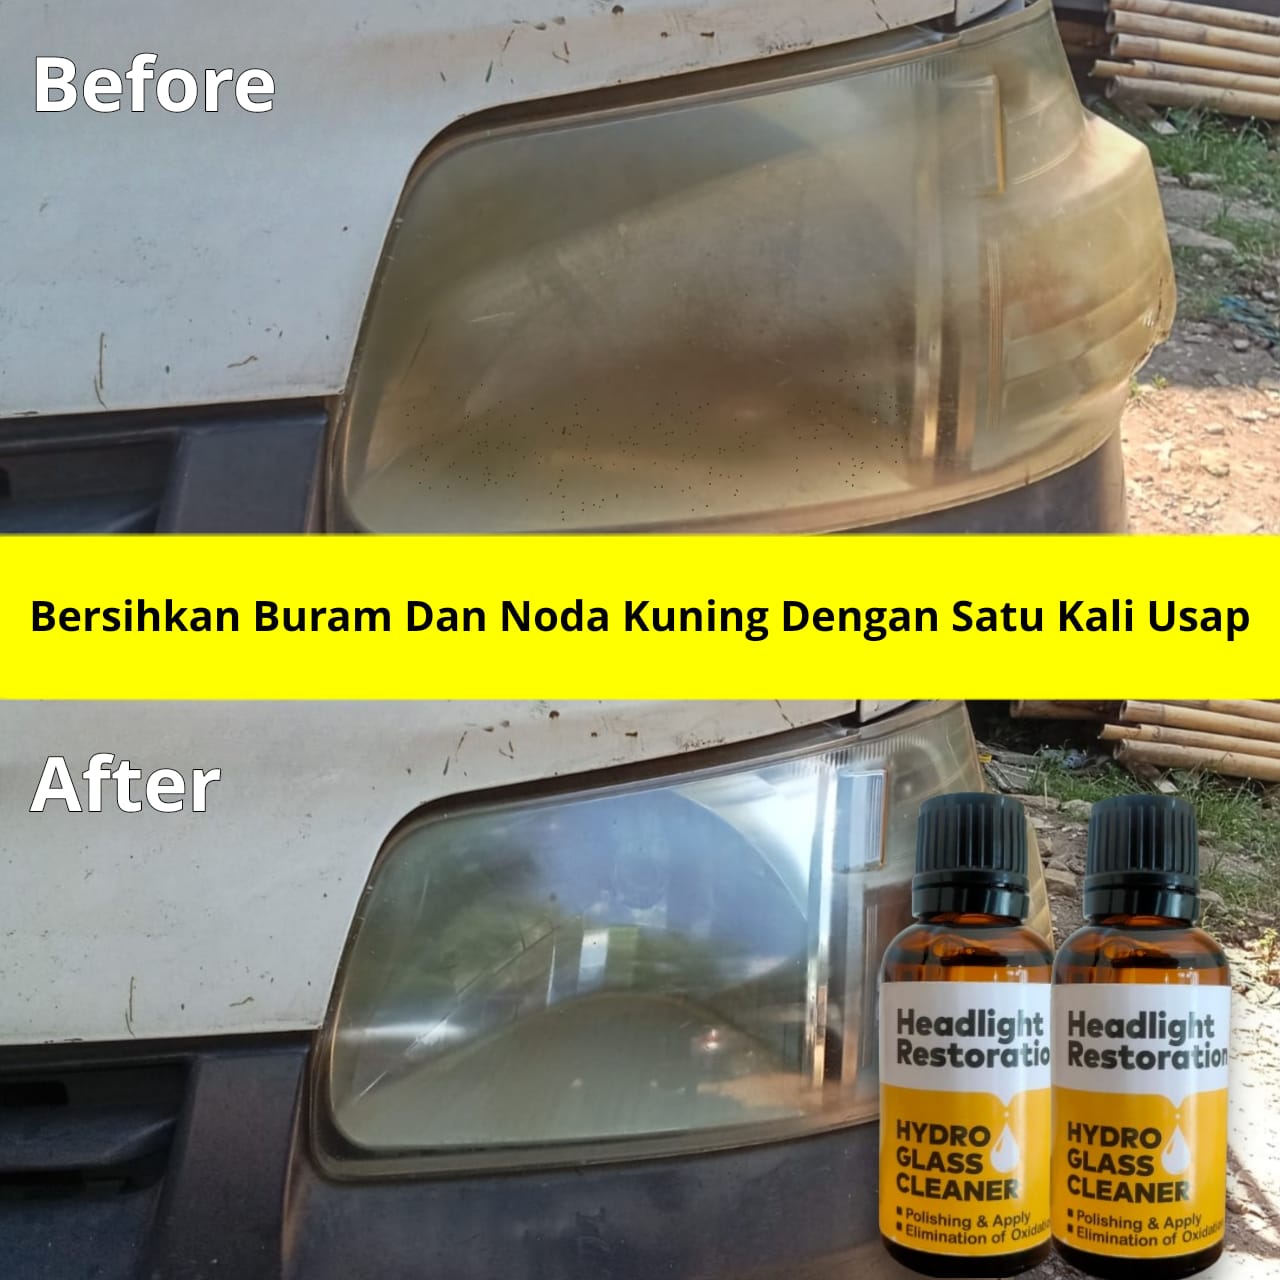 Before
Bersihkan Buram Dan Noda Kuning Dengan Satu Kali Usap
After
Headlight
Restoratio
HYDRO
GLASS
CLEANER
Polishing & Apply
Elimination of Oxidatio
Headlight
Restoration
HYDRO
GLASS
CLEANER
Polishing & Apply
Elimination of Oxidation